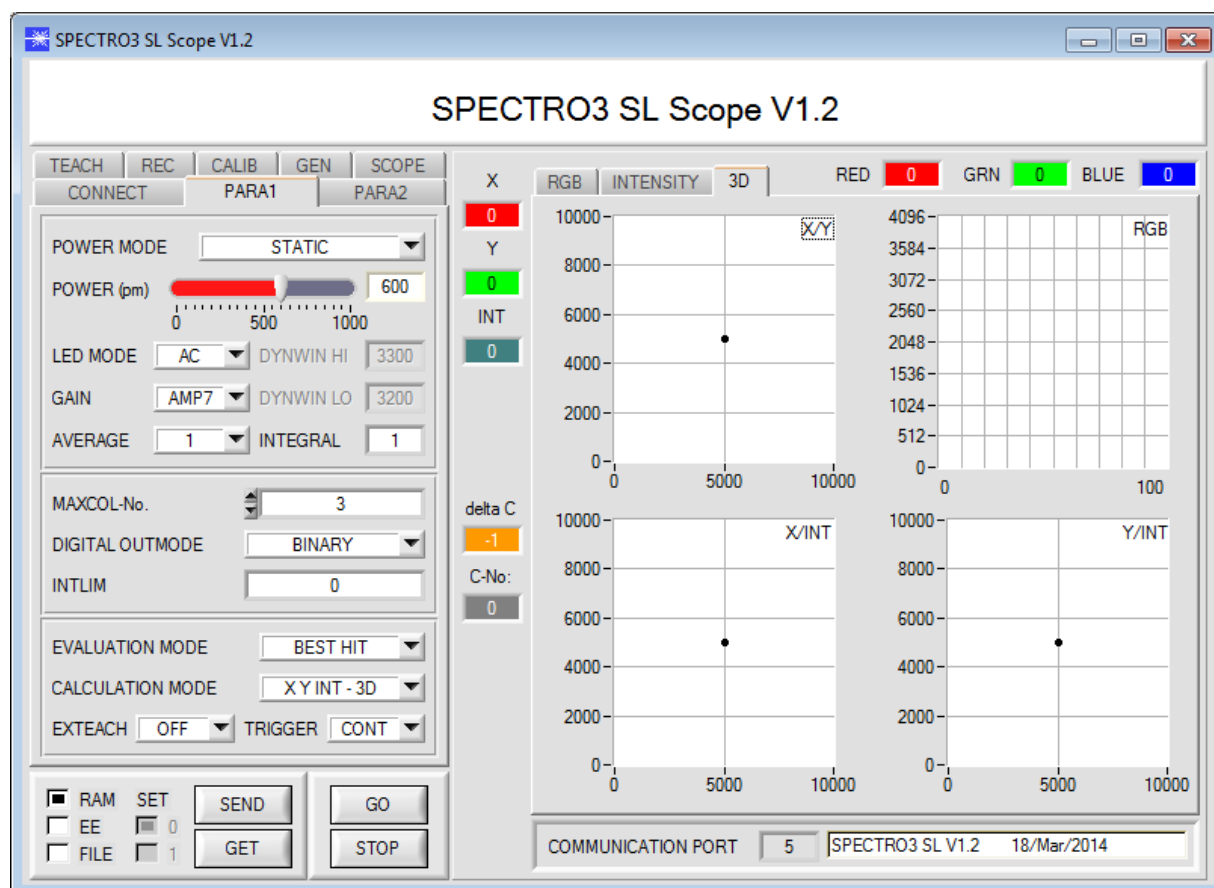 SPECTRO3 SL Scope V1.2
SPECTRO3 SL Scope V1.2
TEACH REC CALIB GEN SCOPE
CONNECT PARA1 PARA2
POWER MODE STATIC
POWER (pm) 600
0 500 1000
LED MODE AC DYNWIN HI 3300
GAIN AMP7 DYNWIN LO 3200
AVERAGE 1 INTEGRAL 1
MAXCOL-No. 3
DIGITAL OUTMODE BINARY
INTLIM 0
EVALUATION MODE BEST HIT
CALCULATION MODE X Y INT - 3D
EXTEACH OFF TRIGGER CONT
RAM SET SEND GO
EE 0
FILE 1 GET STOP
X
0
Y
0
INT
0
delta C
-1
C-No:
0
RGB INTENSITY 3D RED 0 GRN 0 BLUE 0
X/Y
10000
8000
6000
4000
2000
0
0 5000 10000
RGB
4096
3584
3072
2560
2048
1536
1024
512
0
0 100
X/INT
10000
8000
6000
4000
2000
0
0 5000 10000
Y/INT
10000
8000
6000
4000
2000
0
0 5000 10000
COMMUNICATION PORT 5 SPECTRO3 SL V1.2 18/Mar/2014